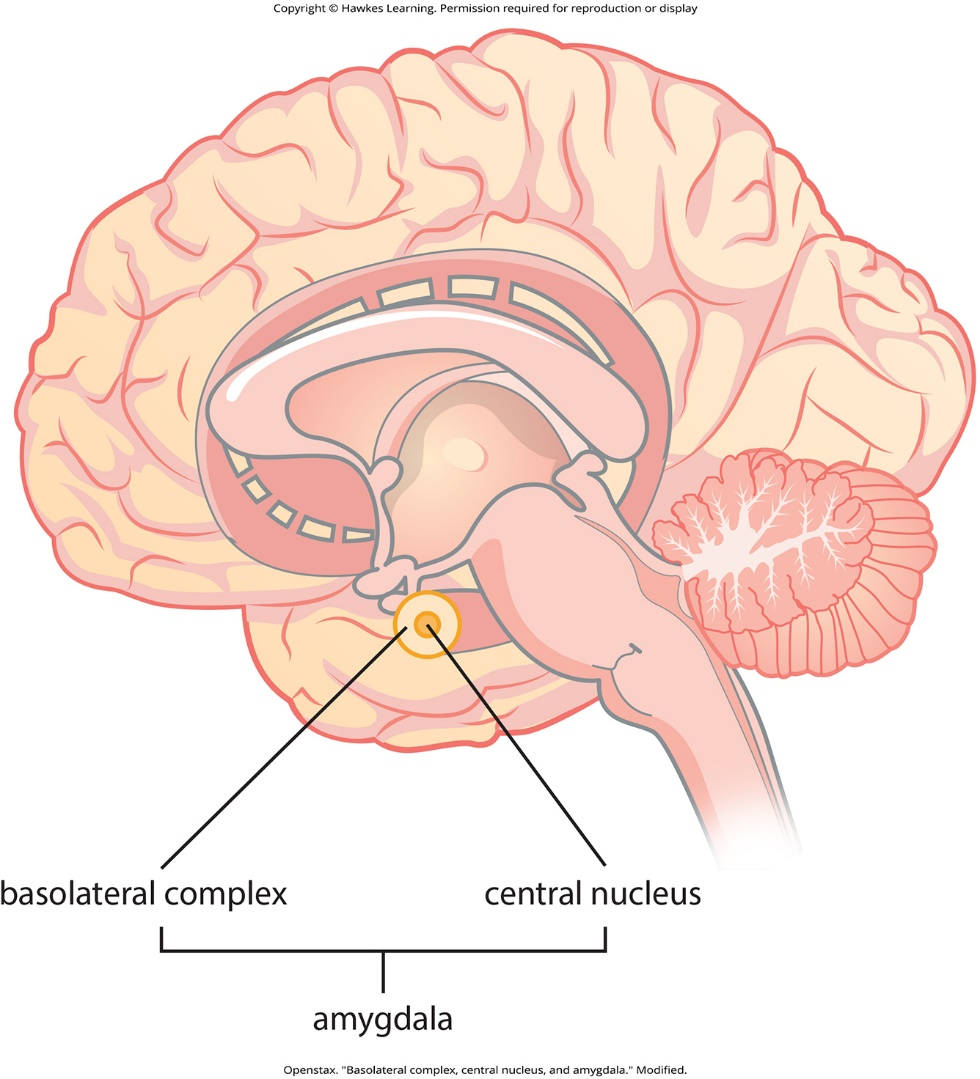 Copyright © Hawkes Learning. Permission required for reproduction or display
basolateral complex
central nucleus
amygdala
Openstax. "Basolateral complex, central nucleus, and amygdala." Modified.